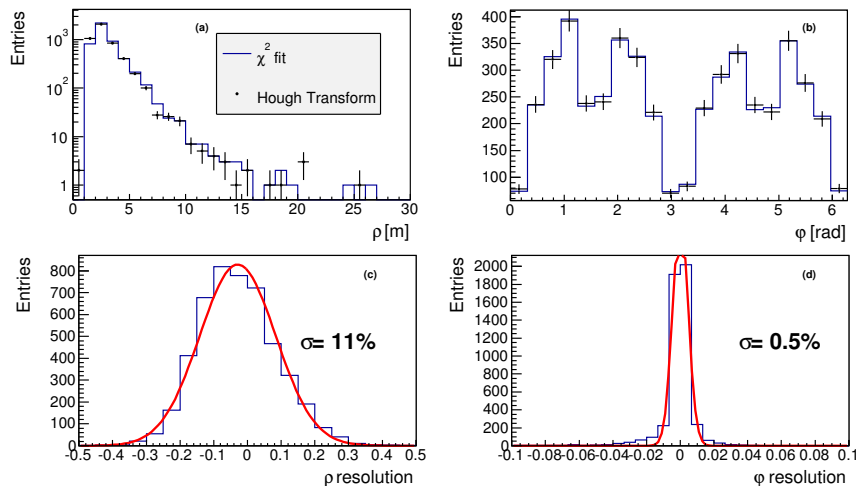 Entries
(a)
χ² fit
Hough Transform
10³
10²
10
1
0 5 10 15 20 25 30
ρ [m]
Entries
(b)
400
350
300
250
200
150
100
0 1 2 3 4 5 6
φ [rad]
Entries
(c)
800
700
600
500
400
300
200
100
0
σ= 11%
-0.5 -0.4 -0.3 -0.2 -0.1 0 0.1 0.2 0.3 0.4 0.5
ρ resolution
Entries
(d)
2000
1800
1600
1400
1200
1000
800
600
400
200
0
σ= 0.5%
-0.1 -0.08 -0.06 -0.04 -0.02 0 0.02 0.04 0.06 0.08 0.1
φ resolution